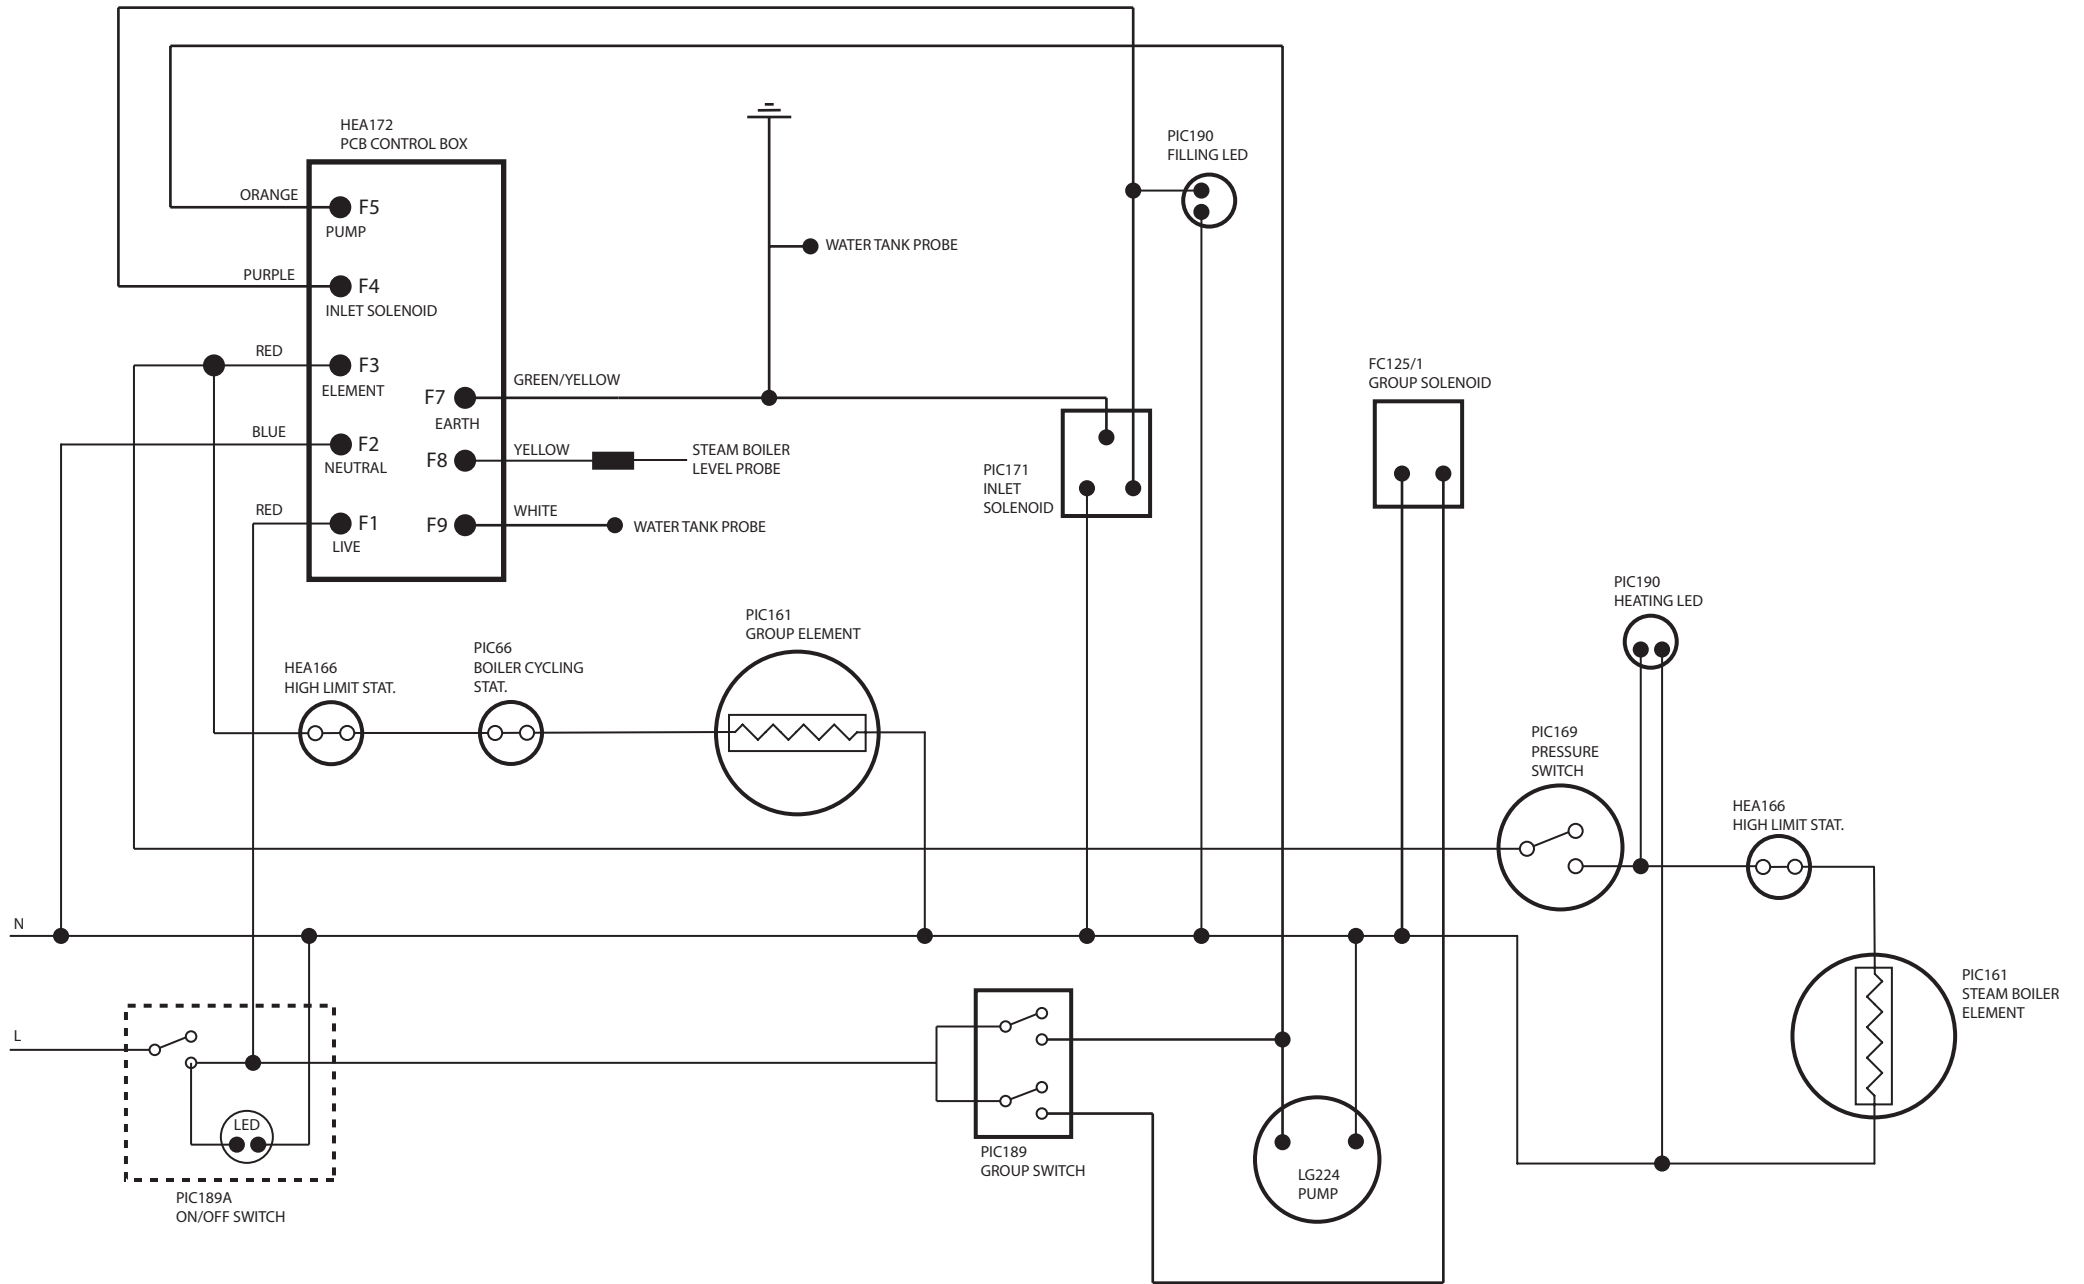 HEA172
PCB CONTROL BOX
PIC190
FILLING LED
ORANGE
F5
PUMP
WATER TANK PROBE
PURPLE
F4
INLET SOLENOID
RED
F3
ELEMENT
GREEN/YELLOW
F7
EARTH
FC125/1
GROUP SOLENOID
BLUE
F2
NEUTRAL
F8
YELLOW
STEAM BOILER
LEVEL PROBE
PIC171
INLET
SOLENOID
RED
F1
LIVE
F9
WHITE
WATER TANK PROBE
PIC190
HEATING LED
PIC161
GROUP ELEMENT
PIC66
BOILER CYCLING
STAT.
HEA166
HIGH LIMIT STAT.
PIC169
PRESSURE
SWITCH
HEA166
HIGH LIMIT STAT.
N
PIC161
STEAM BOILER
ELEMENT
L
LED
PIC189
GROUP SWITCH
LG224
PUMP
PIC189A
ON/OFF SWITCH